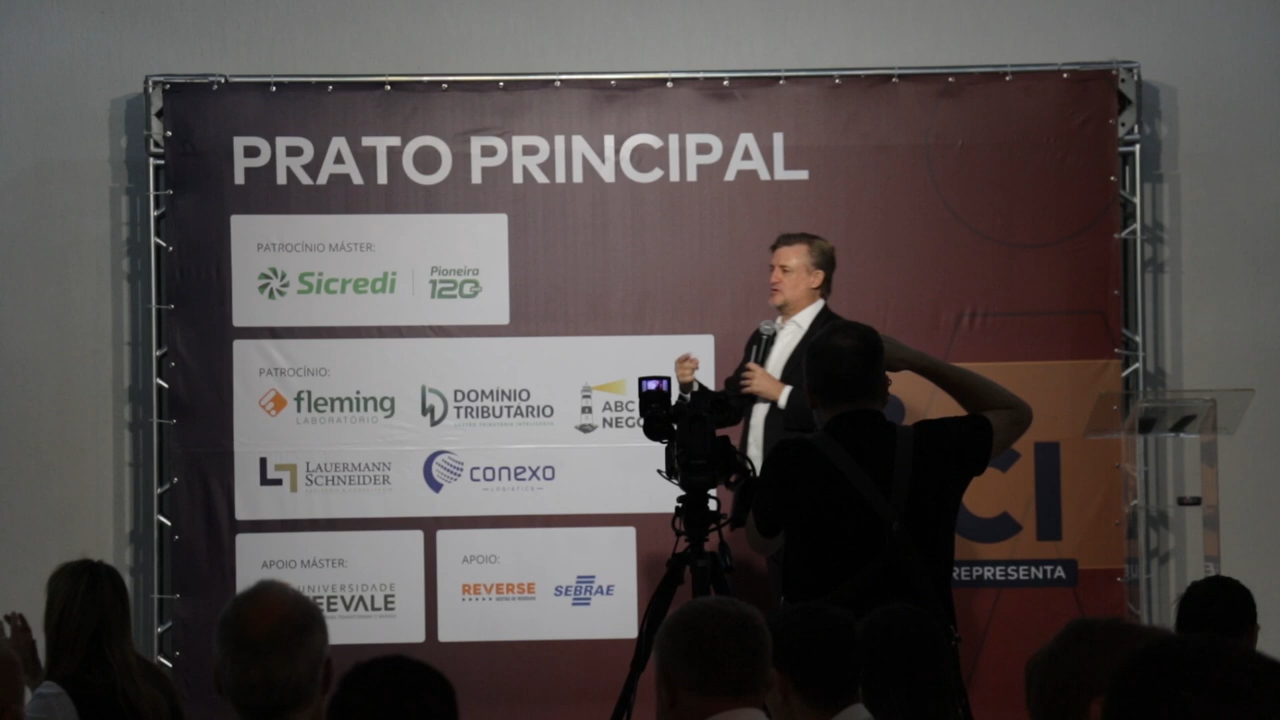 PRATO PRINCIPAL
PATROCÍNIO MÁSTER:
Sicredi
Pioneira
120
PATROCÍNIO:
fleming
LABORATÓRIO
DOMÍNIO
TRIBUTÁRIO
ABC
LAUERMANN
SCHNEIDER
conexo
LOGÍSTICA
APOIO MÁSTER:
UNIVERSIDADE
FEEVALE
APOIO:
REVERSE
SEBRAE
CI
REPRESENTA